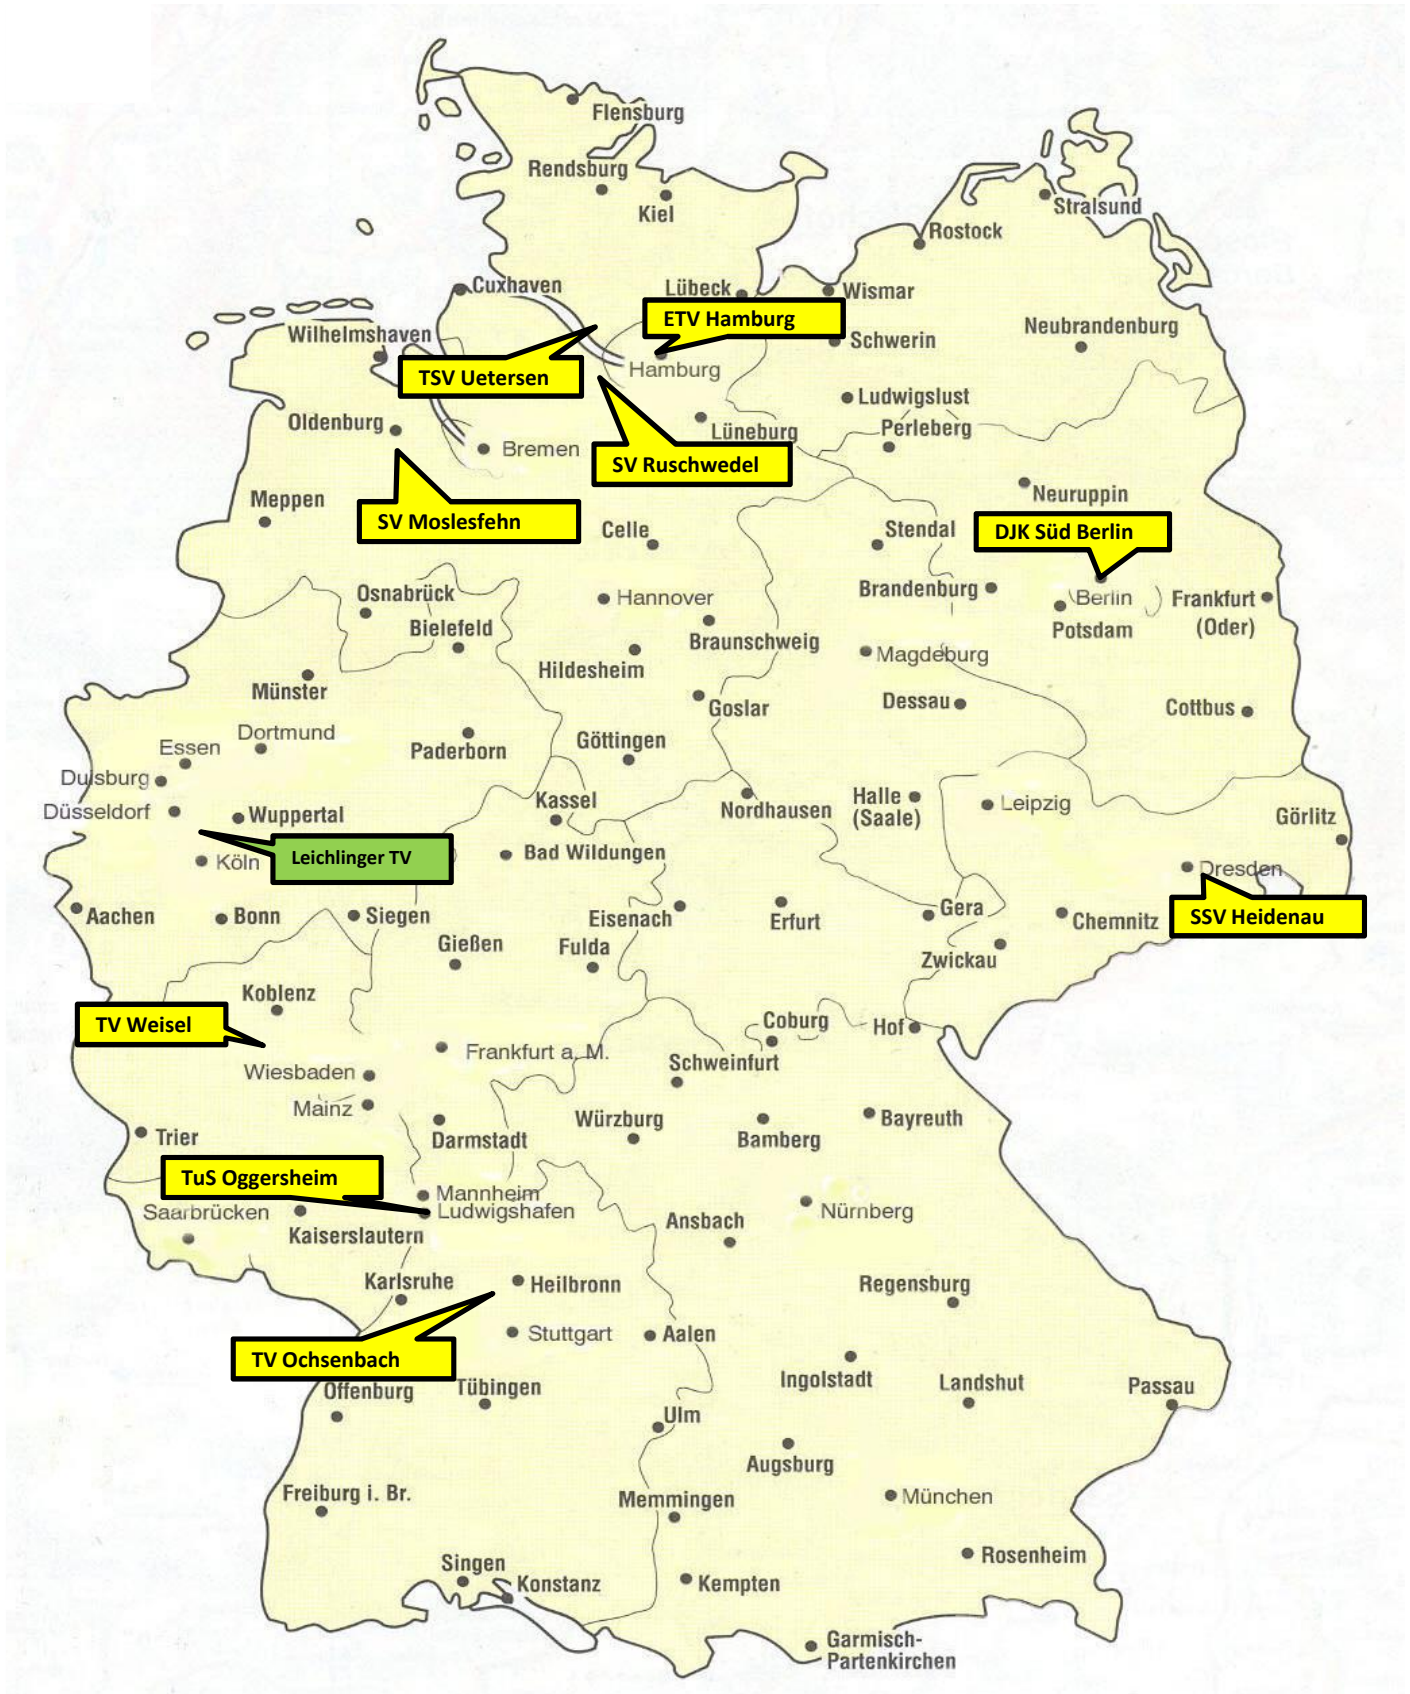 Flensburg
Rendsburg
Kiel
Stralsund
Rostock
Cuxhaven
Lübeck
Wismar
ETV Hamburg
Neubrandenburg
Wilhelmshaven
Schwerin
TSV Uetersen
Hamburg
Ludwigslust
Oldenburg
Lüneburg
Perleberg
Bremen
SV Ruschwedel
Neuruppin
Meppen
SV Moslesfehn
Celle
Stendal
DJK Süd Berlin
Osnabrück
Hannover
Brandenburg
Berlin
Frankfurt
(Oder)
Bielefeld
Potsdam
Braunschweig
Hildesheim
Magdeburg
Münster
Goslar
Dessau
Cottbus
Dortmund
Essen
Paderborn
Göttingen
Duisburg
Kassel
Düsseldorf
Wuppertal
Nordhausen
Halle
(Saale)
Leipzig
Görlitz
Leichlinger TV
Köln
Bad Wildungen
Dresden
Aachen
Bonn
Siegen
Eisenach
Erfurt
Gera
Chemnitz
SSV Heidenau
Gießen
Fulda
Zwickau
Koblenz
TV Weisel
Coburg
Hof
Frankfurt a. M.
Schweinfurt
Wiesbaden
Mainz
Würzburg
Bayreuth
Trier
Darmstadt
Bamberg
TuS Oggersheim
Mannheim
Saarbrücken
Ludwigshafen
Nürnberg
Kaiserslautern
Ansbach
Karlsruhe
Heilbronn
Regensburg
Stuttgart
Aalen
TV Ochsenbach
Ingolstadt
Landshut
Passau
Offenburg
Tübingen
Ulm
Augsburg
Freiburg i. Br.
Memmingen
München
Singen
Rosenheim
Konstanz
Kempten
Garmisch-
Partenkirchen